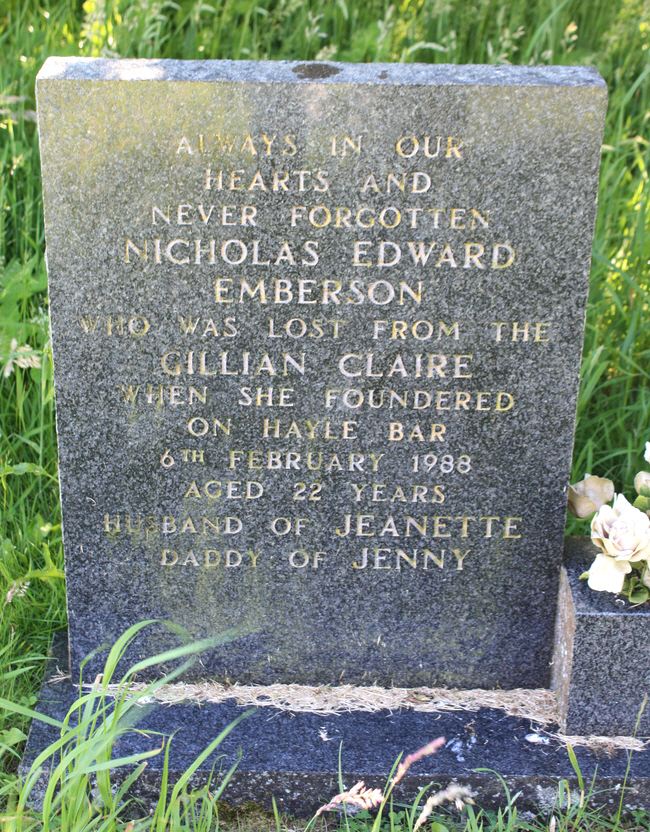 ALWAYS IN OUR
HEARTS AND
NEVER FORGOTTEN
NICHOLAS EDWARD
EMBERSON
WHO WAS LOST FROM THE
GILLIAN CLAIRE
WHEN SHE FOUNDERED
ON HAYLE BAR
6TH FEBRUARY 1988
AGED 22 YEARS
HUSBAND OF JEANETTE
DADDY OF JENNY